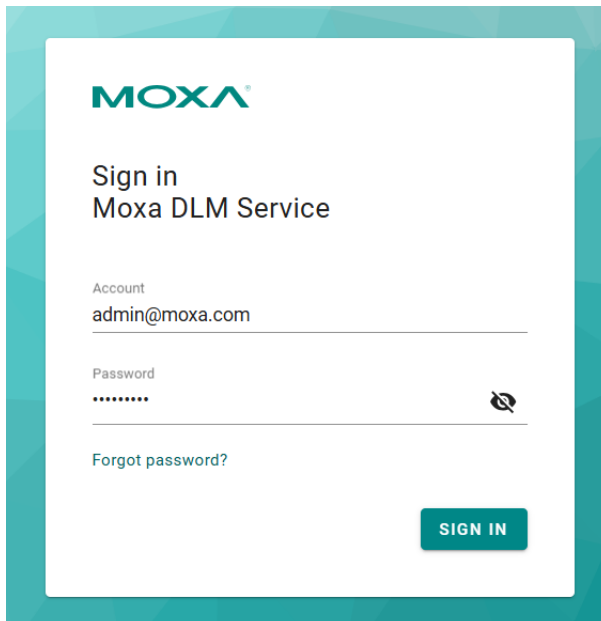 MOXA®
Sign in
Moxa DLM Service
Account
admin@moxa.com
Password
•••••••••
Forgot password?
SIGN IN